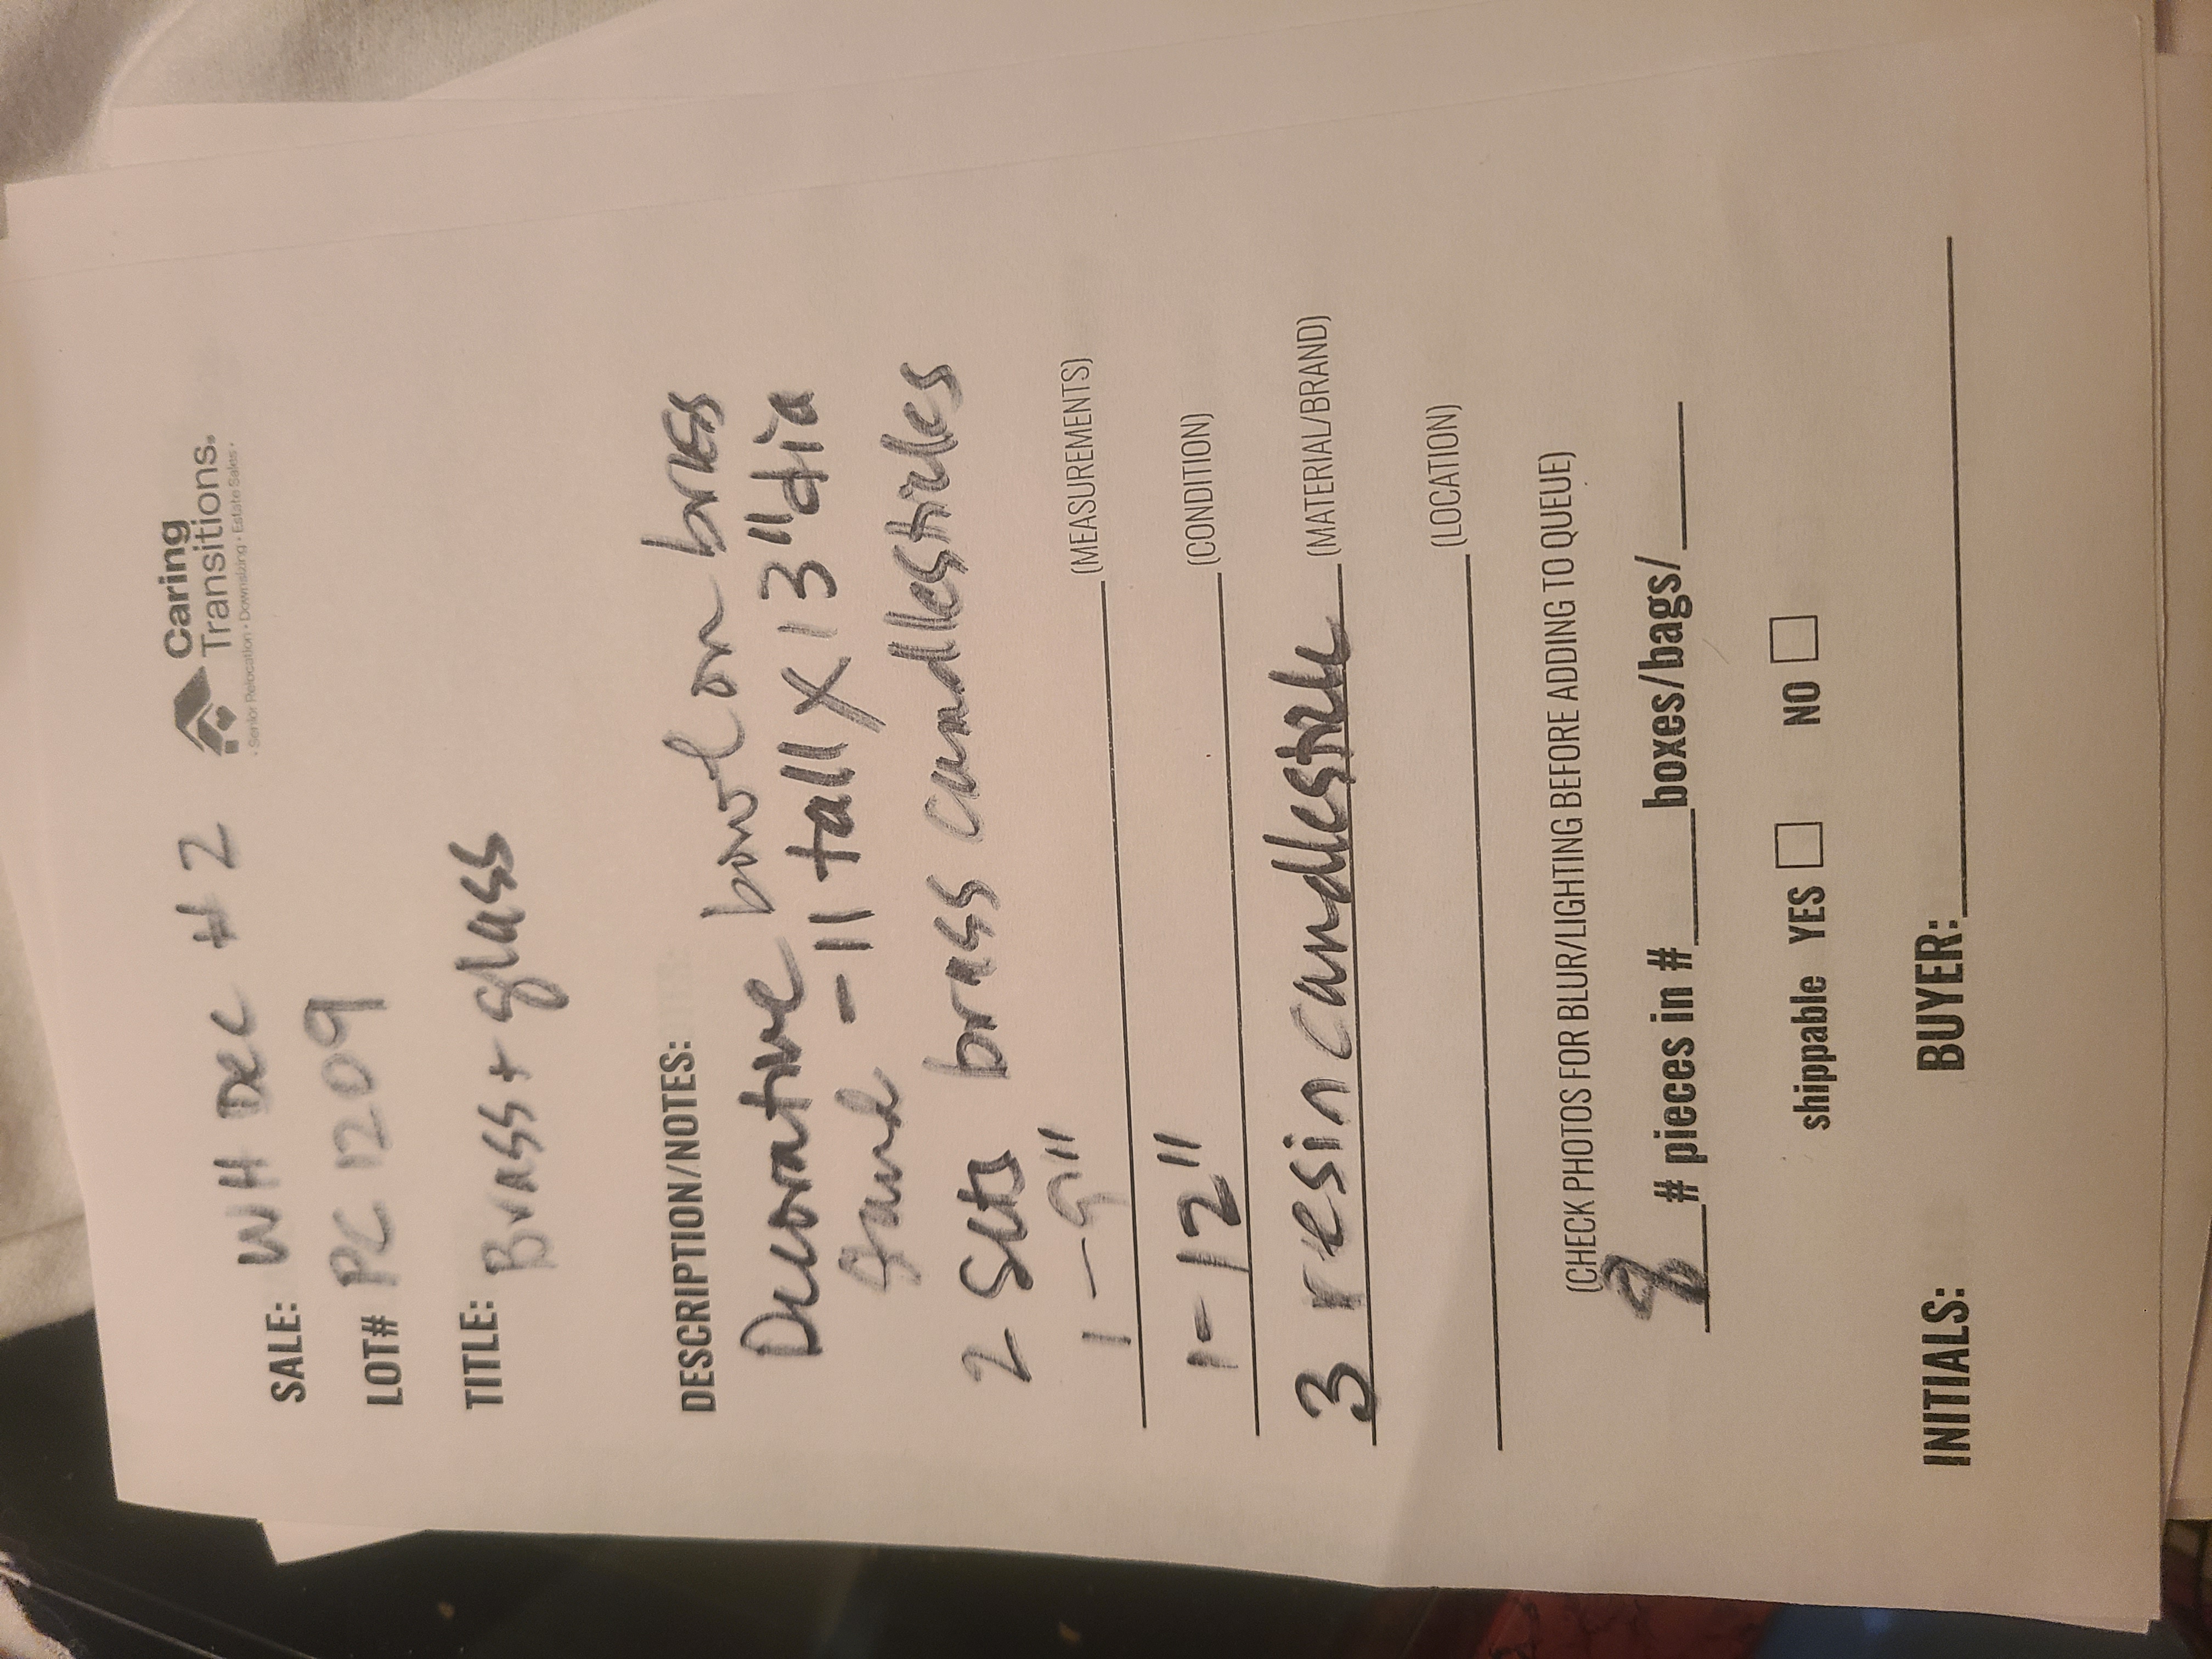 Caring
Transitions.
• Senior Relocation • Downsizing • Estate Sales •
SALE: WH Dec # 2
LOT# PC 1209
TITLE: Brass + glass
DESCRIPTION/NOTES:
Decorative bowl on brass
- 11 tall X 13" dia
2 Sets brass candlesticks
1 - 9" (MEASUREMENTS)
1 - 12" (CONDITION)
3 resin candlestick (MATERIAL/BRAND)
(LOCATION)
(CHECK PHOTOS FOR BLUR/LIGHTING BEFORE ADDING TO QUEUE)
8 # pieces in # boxes/bags/
shippable YES NO
INITIALS: BUYER: